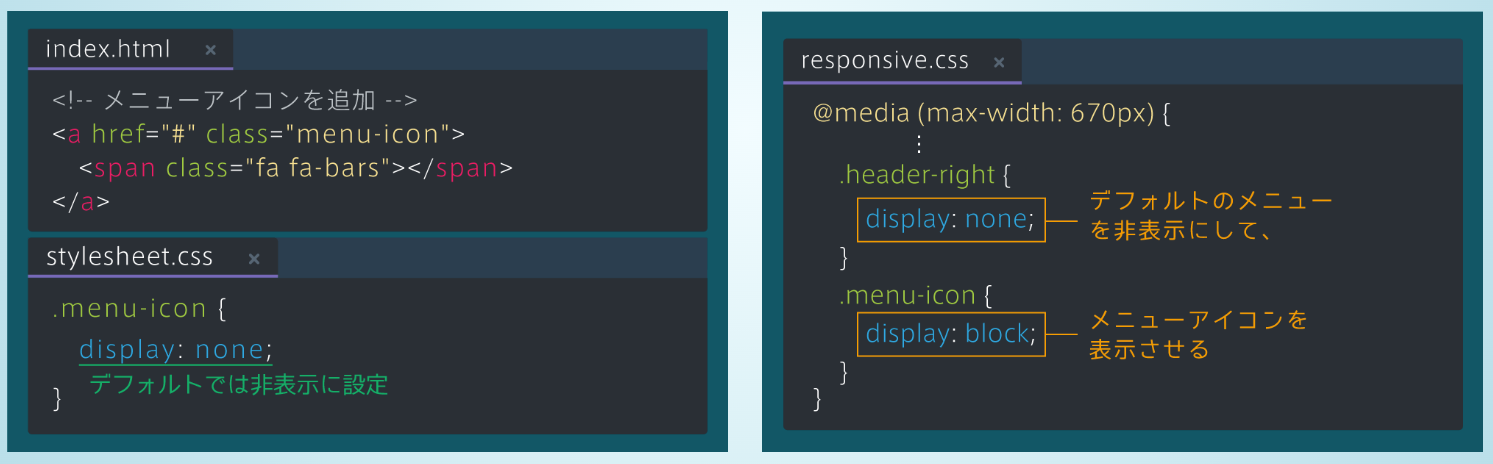 index.html ×
<!-- メニューアイコンを追加 -->
<a href="#" class="menu-icon">
<span class="fa fa-bars"></span>
</a>
stylesheet.css ×
.menu-icon {
display: none;
デフォルトでは非表示に設定
}
responsive.css ×
@media (max-width: 670px) {
⋮
.header-right {
display: none;
デフォルトのメニュー
を非表示にして、
}
.menu-icon {
display: block;
メニューアイコンを
表示させる
}
}